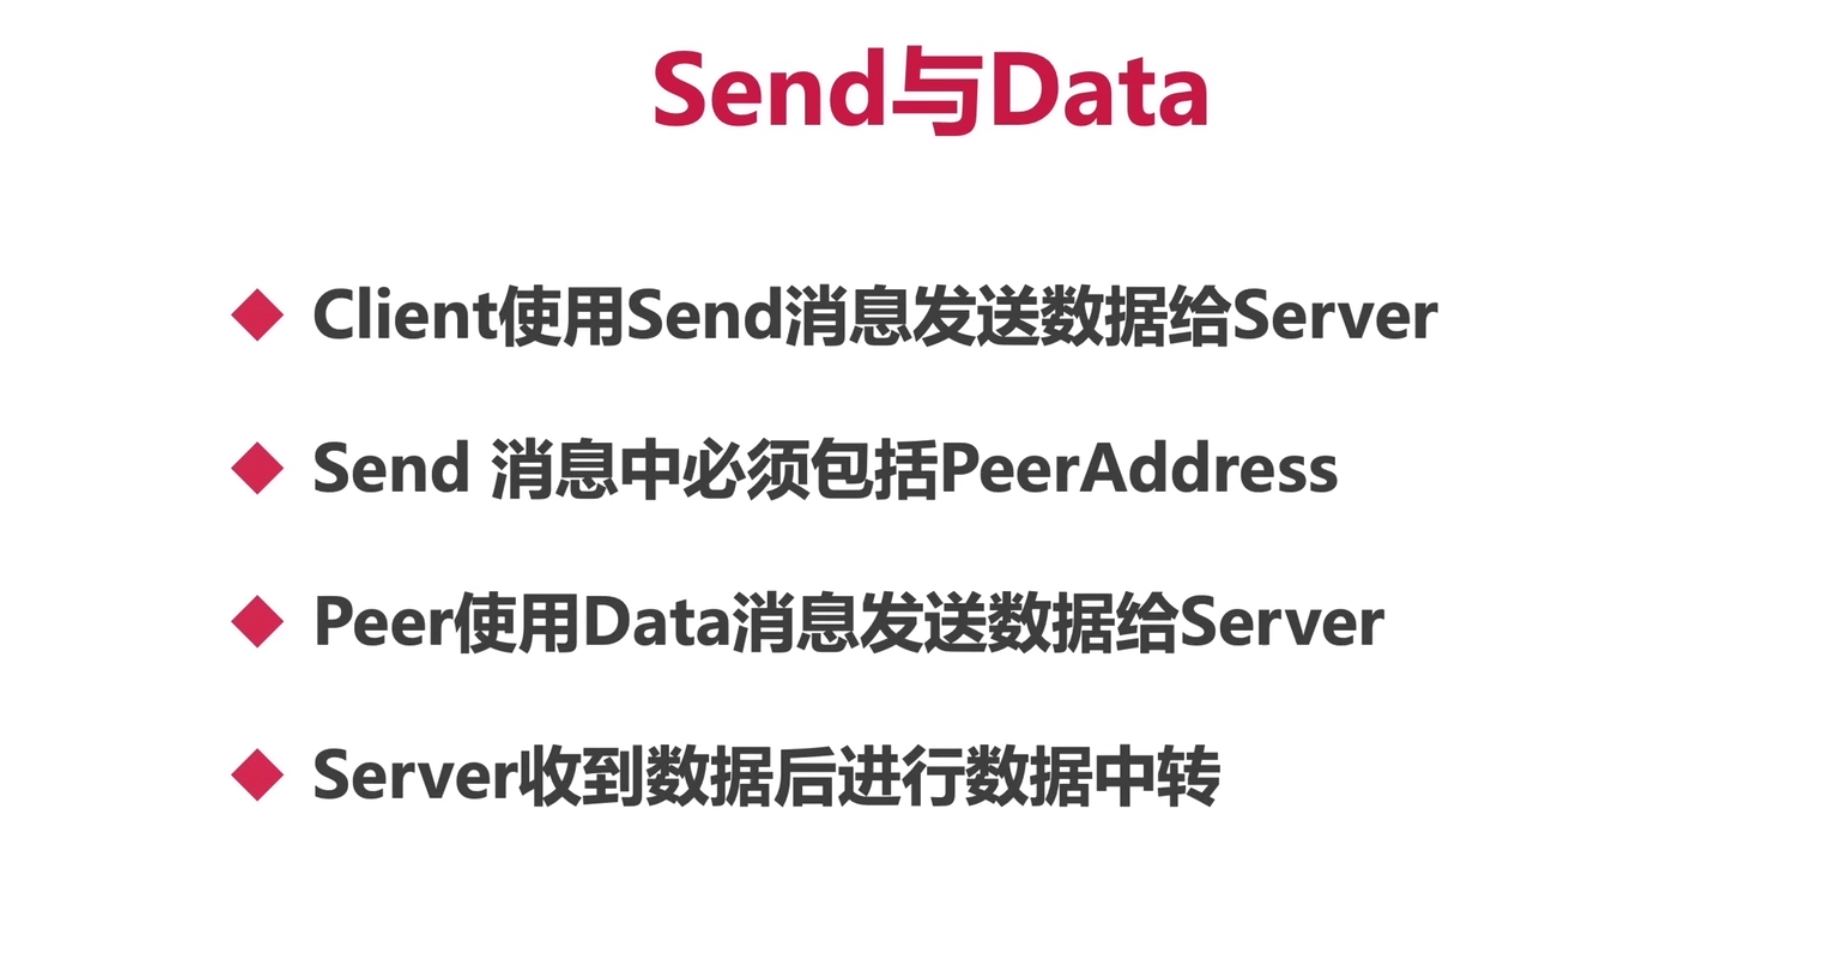 Send与Data
Client使用Send消息发送数据给Server
Send 消息中必须包括PeerAddress
Peer使用Data消息发送数据给Server
Server收到数据后进行数据中转